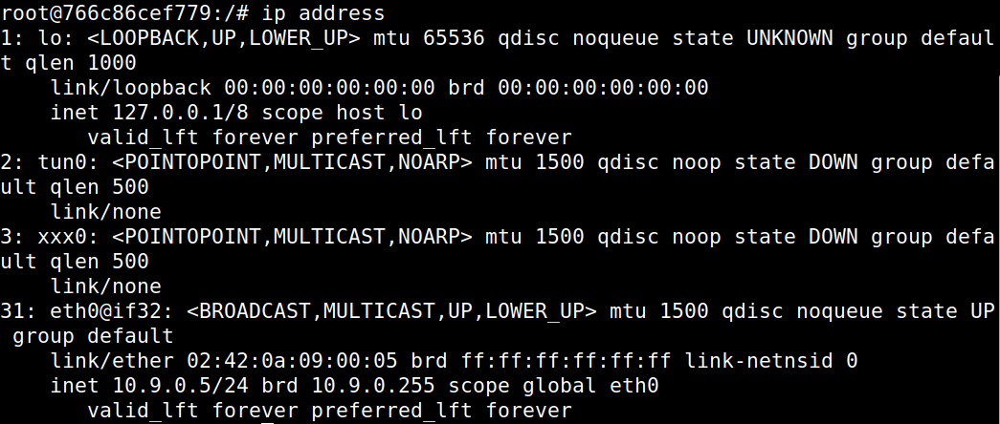 root@766c86cef779:/# ip address
1: lo: <LOOPBACK,UP,LOWER_UP> mtu 65536 qdisc noqueue state UNKNOWN group defaul
t qlen 1000
    link/loopback 00:00:00:00:00:00 brd 00:00:00:00:00:00
    inet 127.0.0.1/8 scope host lo
       valid_lft forever preferred_lft forever
2: tun0: <POINTOPOINT,MULTICAST,NOARP> mtu 1500 qdisc noop state DOWN group defa
ult qlen 500
    link/none
3: xxx0: <POINTOPOINT,MULTICAST,NOARP> mtu 1500 qdisc noop state DOWN group defa
ult qlen 500
    link/none
31: eth0@if32: <BROADCAST,MULTICAST,UP,LOWER_UP> mtu 1500 qdisc noqueue state UP
 group default
    link/ether 02:42:0a:09:00:05 brd ff:ff:ff:ff:ff:ff link-netnsid 0
    inet 10.9.0.5/24 brd 10.9.0.255 scope global eth0
       valid_lft forever preferred_lft forever